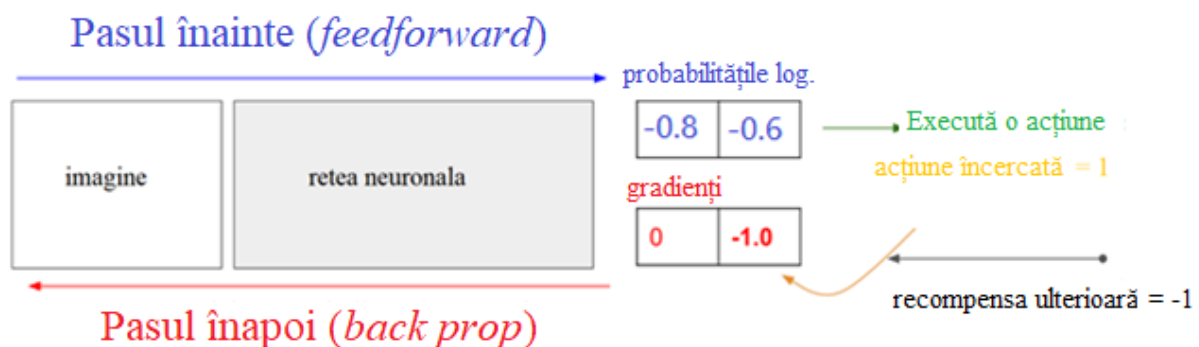 Pasul înainte (feedforward)
probabilitățile log.
-0.8 -0.6
Execută o acțiune
imagine
retea neuronala
acțiune încercată = 1
gradienți
0 -1.0
recompensa ulterioară = -1
Pasul înapoi (back prop)